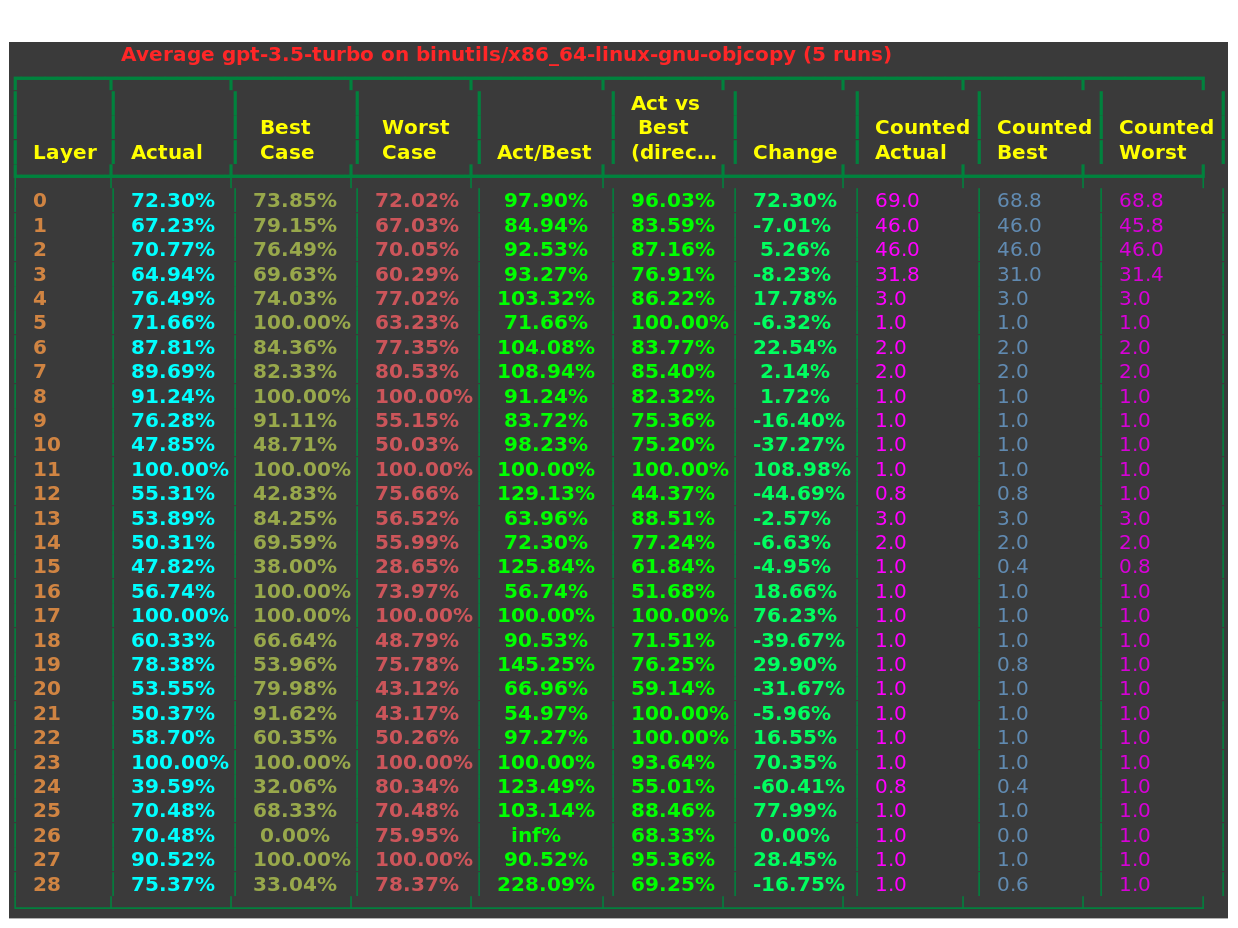 Average gpt-3.5-turbo on binutils/x86_64-linux-gnu-objcopy (5 runs)
Act vs
Best Worst Best Counted Counted Counted
Layer Actual Case Case Act/Best (direc… Change Actual Best Worst
0 72.30% 73.85% 72.02% 97.90% 96.03% 72.30% 69.0 68.8 68.8
1 67.23% 79.15% 67.03% 84.94% 83.59% -7.01% 46.0 46.0 45.8
2 70.77% 76.49% 70.05% 92.53% 87.16% 5.26% 46.0 46.0 46.0
3 64.94% 69.63% 60.29% 93.27% 76.91% -8.23% 31.8 31.0 31.4
4 76.49% 74.03% 77.02% 103.32% 86.22% 17.78% 3.0 3.0 3.0
5 71.66% 100.00% 63.23% 71.66% 100.00% -6.32% 1.0 1.0 1.0
6 87.81% 84.36% 77.35% 104.08% 83.77% 22.54% 2.0 2.0 2.0
7 89.69% 82.33% 80.53% 108.94% 85.40% 2.14% 2.0 2.0 2.0
8 91.24% 100.00% 100.00% 91.24% 82.32% 1.72% 1.0 1.0 1.0
9 76.28% 91.11% 55.15% 83.72% 75.36% -16.40% 1.0 1.0 1.0
10 47.85% 48.71% 50.03% 98.23% 75.20% -37.27% 1.0 1.0 1.0
11 100.00% 100.00% 100.00% 100.00% 100.00% 108.98% 1.0 1.0 1.0
12 55.31% 42.83% 75.66% 129.13% 44.37% -44.69% 0.8 0.8 1.0
13 53.89% 84.25% 56.52% 63.96% 88.51% -2.57% 3.0 3.0 3.0
14 50.31% 69.59% 55.99% 72.30% 77.24% -6.63% 2.0 2.0 2.0
15 47.82% 38.00% 28.65% 125.84% 61.84% -4.95% 1.0 0.4 0.8
16 56.74% 100.00% 73.97% 56.74% 51.68% 18.66% 1.0 1.0 1.0
17 100.00% 100.00% 100.00% 100.00% 100.00% 76.23% 1.0 1.0 1.0
18 60.33% 66.64% 48.79% 90.53% 71.51% -39.67% 1.0 1.0 1.0
19 78.38% 53.96% 75.78% 145.25% 76.25% 29.90% 1.0 0.8 1.0
20 53.55% 79.98% 43.12% 66.96% 59.14% -31.67% 1.0 1.0 1.0
21 50.37% 91.62% 43.17% 54.97% 100.00% -5.96% 1.0 1.0 1.0
22 58.70% 60.35% 50.26% 97.27% 100.00% 16.55% 1.0 1.0 1.0
23 100.00% 100.00% 100.00% 100.00% 93.64% 70.35% 1.0 1.0 1.0
24 39.59% 32.06% 80.34% 123.49% 55.01% -60.41% 0.8 0.4 1.0
25 70.48% 68.33% 70.48% 103.14% 88.46% 77.99% 1.0 1.0 1.0
26 70.48% 0.00% 75.95% inf% 68.33% 0.00% 1.0 0.0 1.0
27 90.52% 100.00% 100.00% 90.52% 95.36% 28.45% 1.0 1.0 1.0
28 75.37% 33.04% 78.37% 228.09% 69.25% -16.75% 1.0 0.6 1.0